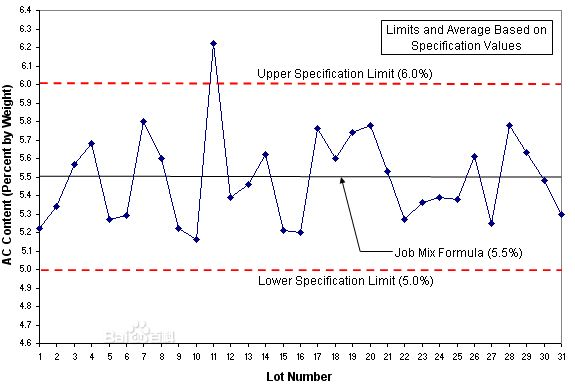 Limits and Average Based on
Specification Values
Upper Specification Limit (6.0%)
Job Mix Formula (5.5%)
Lower Specification Limit (5.0%)
AC Content (Percent by Weight)
6.4
6.3
6.2
6.1
6.0
5.9
5.8
5.7
5.6
5.5
5.4
5.3
5.2
5.1
5.0
4.9
4.8
4.7
4.6
1 2 3 4 5 6 7 8 9 10 11 12 13 14 15 16 17 18 19 20 21 22 23 24 25 26 27 28 29 30 31
Lot Number